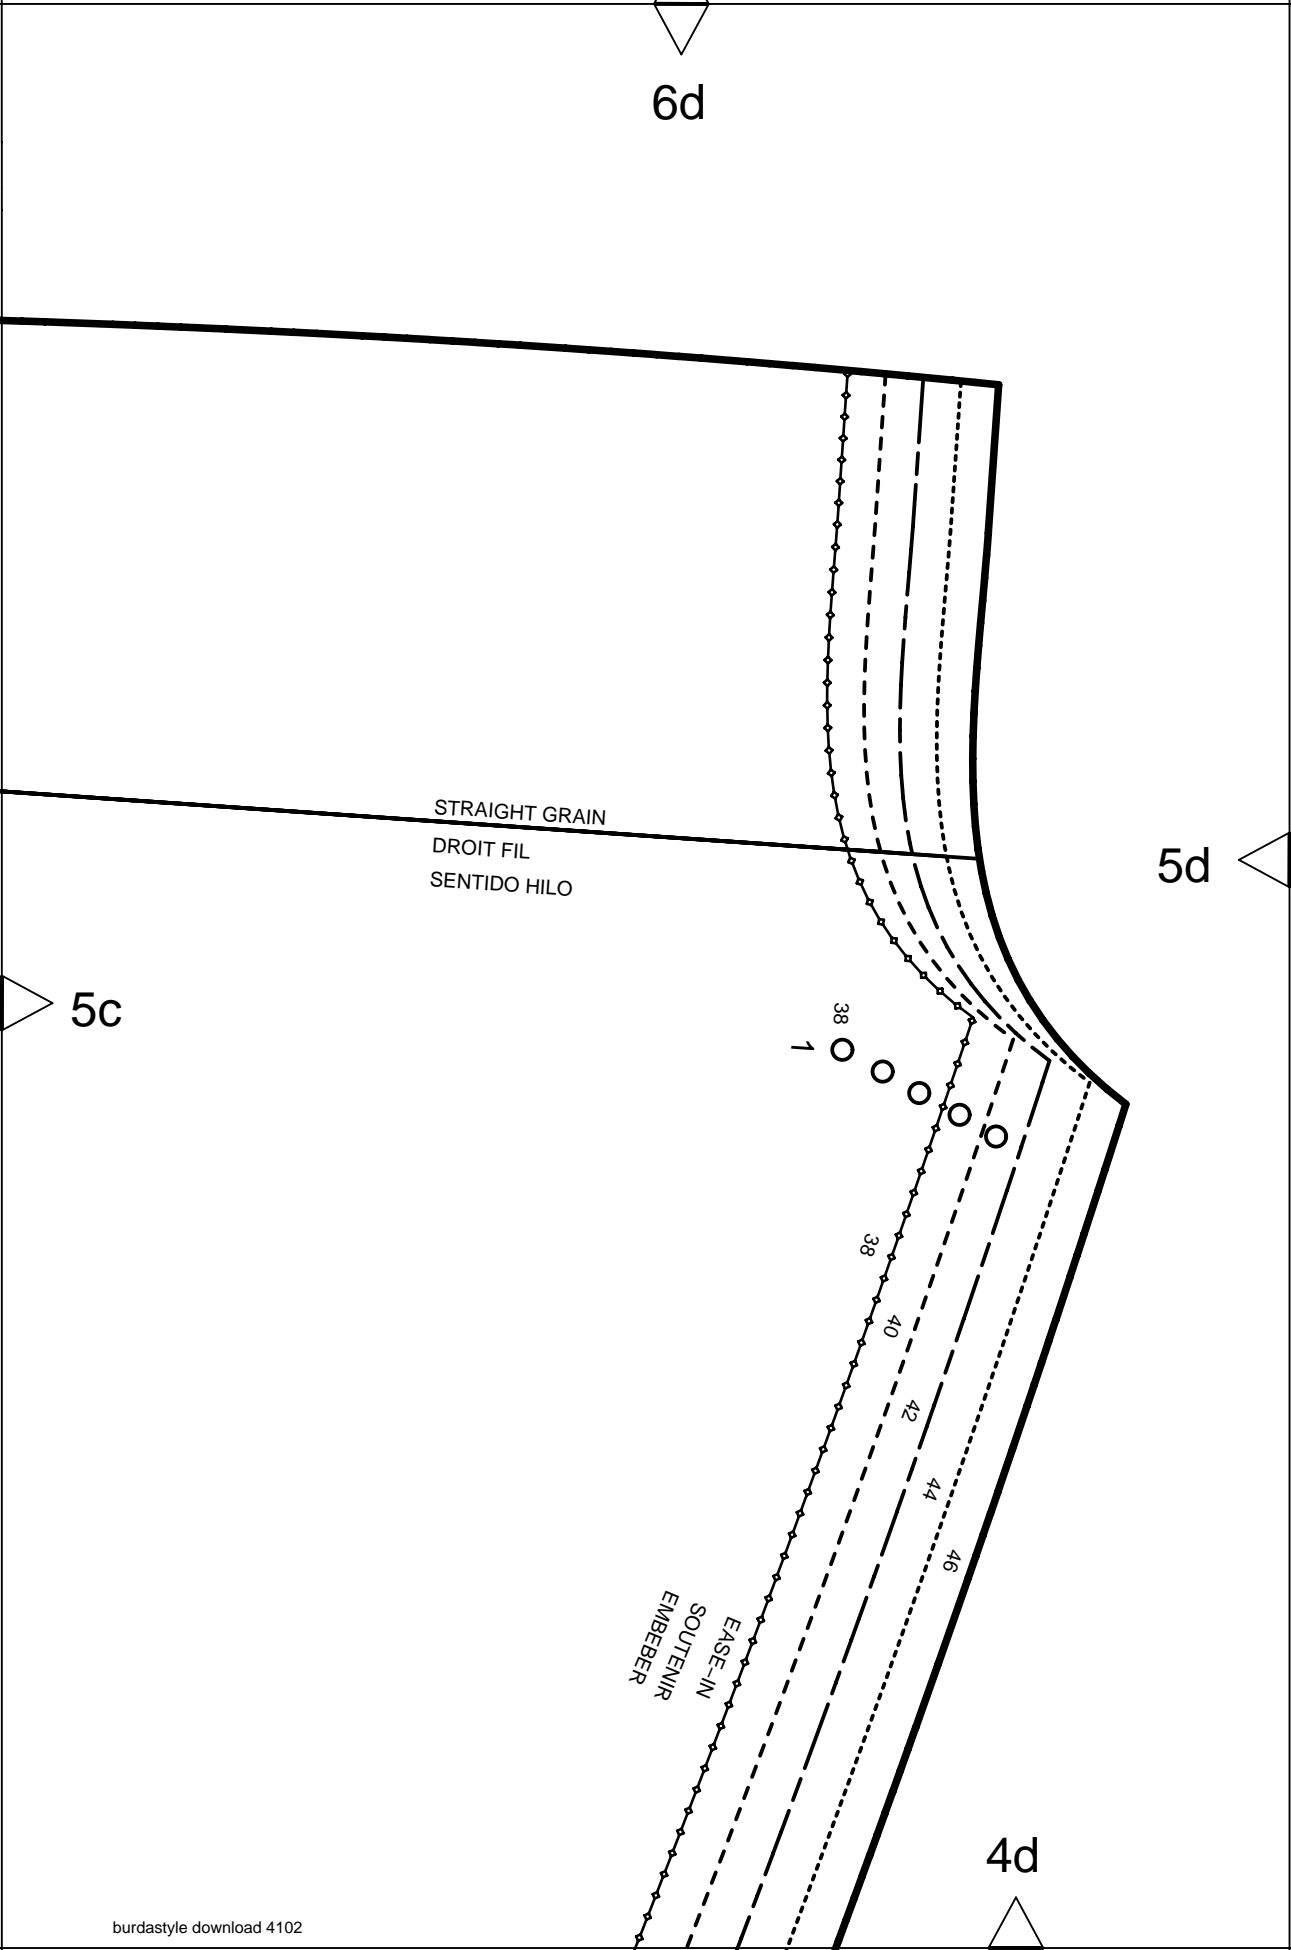 6d
STRAIGHT GRAIN
DROIT FIL
SENTIDO HILO
5d
5c
38
1
38
40
42
44
46
EASE-IN
SOUTENIR
EMBEBER
4d
burdastyle download 4102